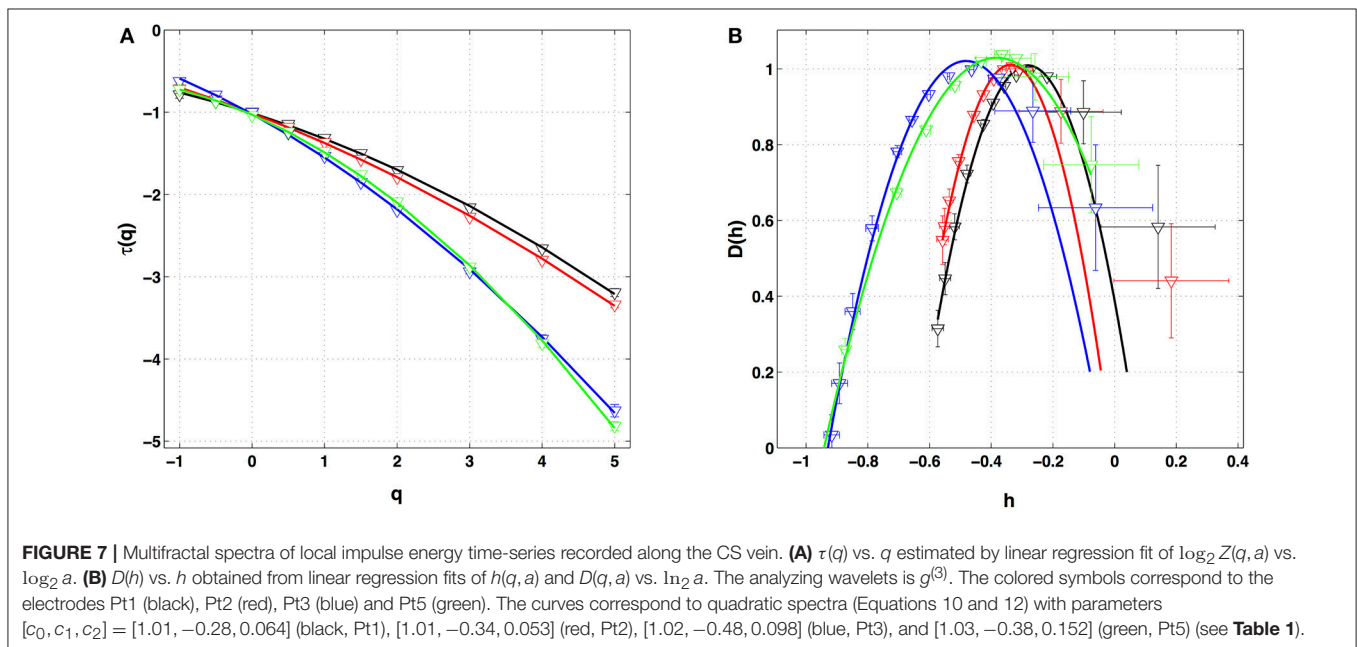 A
0
−1
−2
−3
−4
−5
τ(q)
−1 0 1 2 3 4 5
q
B
1
0.8
0.6
0.4
0.2
0
D(h)
−1 −0.8 −0.6 −0.4 −0.2 0 0.2 0.4
h
FIGURE 7 | Multifractal spectra of local impulse energy time-series recorded along the CS vein. (A) τ(q) vs. q estimated by linear regression fit of log₂ Z(q, a) vs.
log₂ a. (B) D(h) vs. h obtained from linear regression fits of h(q, a) and D(q, a) vs. ln₂ a. The analyzing wavelets is g⁽³⁾. The colored symbols correspond to the
electrodes Pt1 (black), Pt2 (red), Pt3 (blue) and Pt5 (green). The curves correspond to quadratic spectra (Equations 10 and 12) with parameters
[c₀, c₁, c₂] = [1.01, −0.28, 0.064] (black, Pt1), [1.01, −0.34, 0.053] (red, Pt2), [1.02, −0.48, 0.098] (blue, Pt3), and [1.03, −0.38, 0.152] (green, Pt5) (see Table 1).